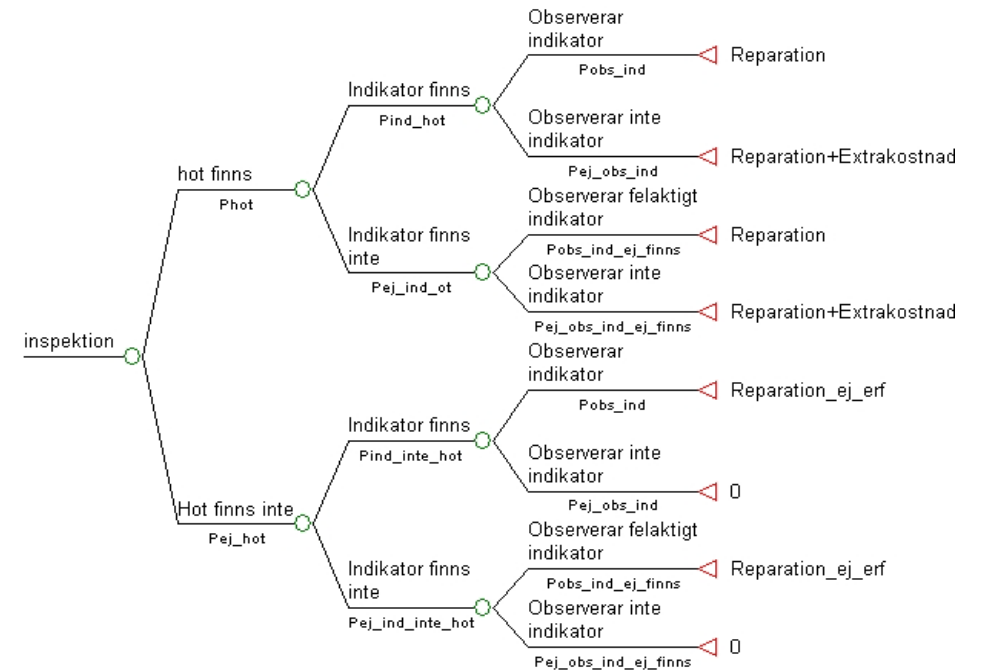 Observerar
indikator
Pobs_ind
Reparation
Indikator finns
Pind_hot
Observerar inte
indikator
Pej_obs_ind
Reparation+Extrakostnad
hot finns
Phot
Observerar felaktigt
indikator
Pobs_ind_ej_finns
Reparation
Indikator finns
inte
Pej_ind_ot
Observerar inte
indikator
Pej_obs_ind_ej_finns
Reparation+Extrakostnad
inspektion
Observerar
indikator
Pobs_ind
Reparation_ej_erf
Indikator finns
Pind_inte_hot
Observerar inte
indikator
Pej_obs_ind
0
Hot finns inte
Pej_hot
Observerar felaktigt
indikator
Pobs_ind_ej_finns
Reparation_ej_erf
Indikator finns
inte
Pej_ind_inte_hot
Observerar inte
indikator
Pej_obs_ind_ej_finns
0